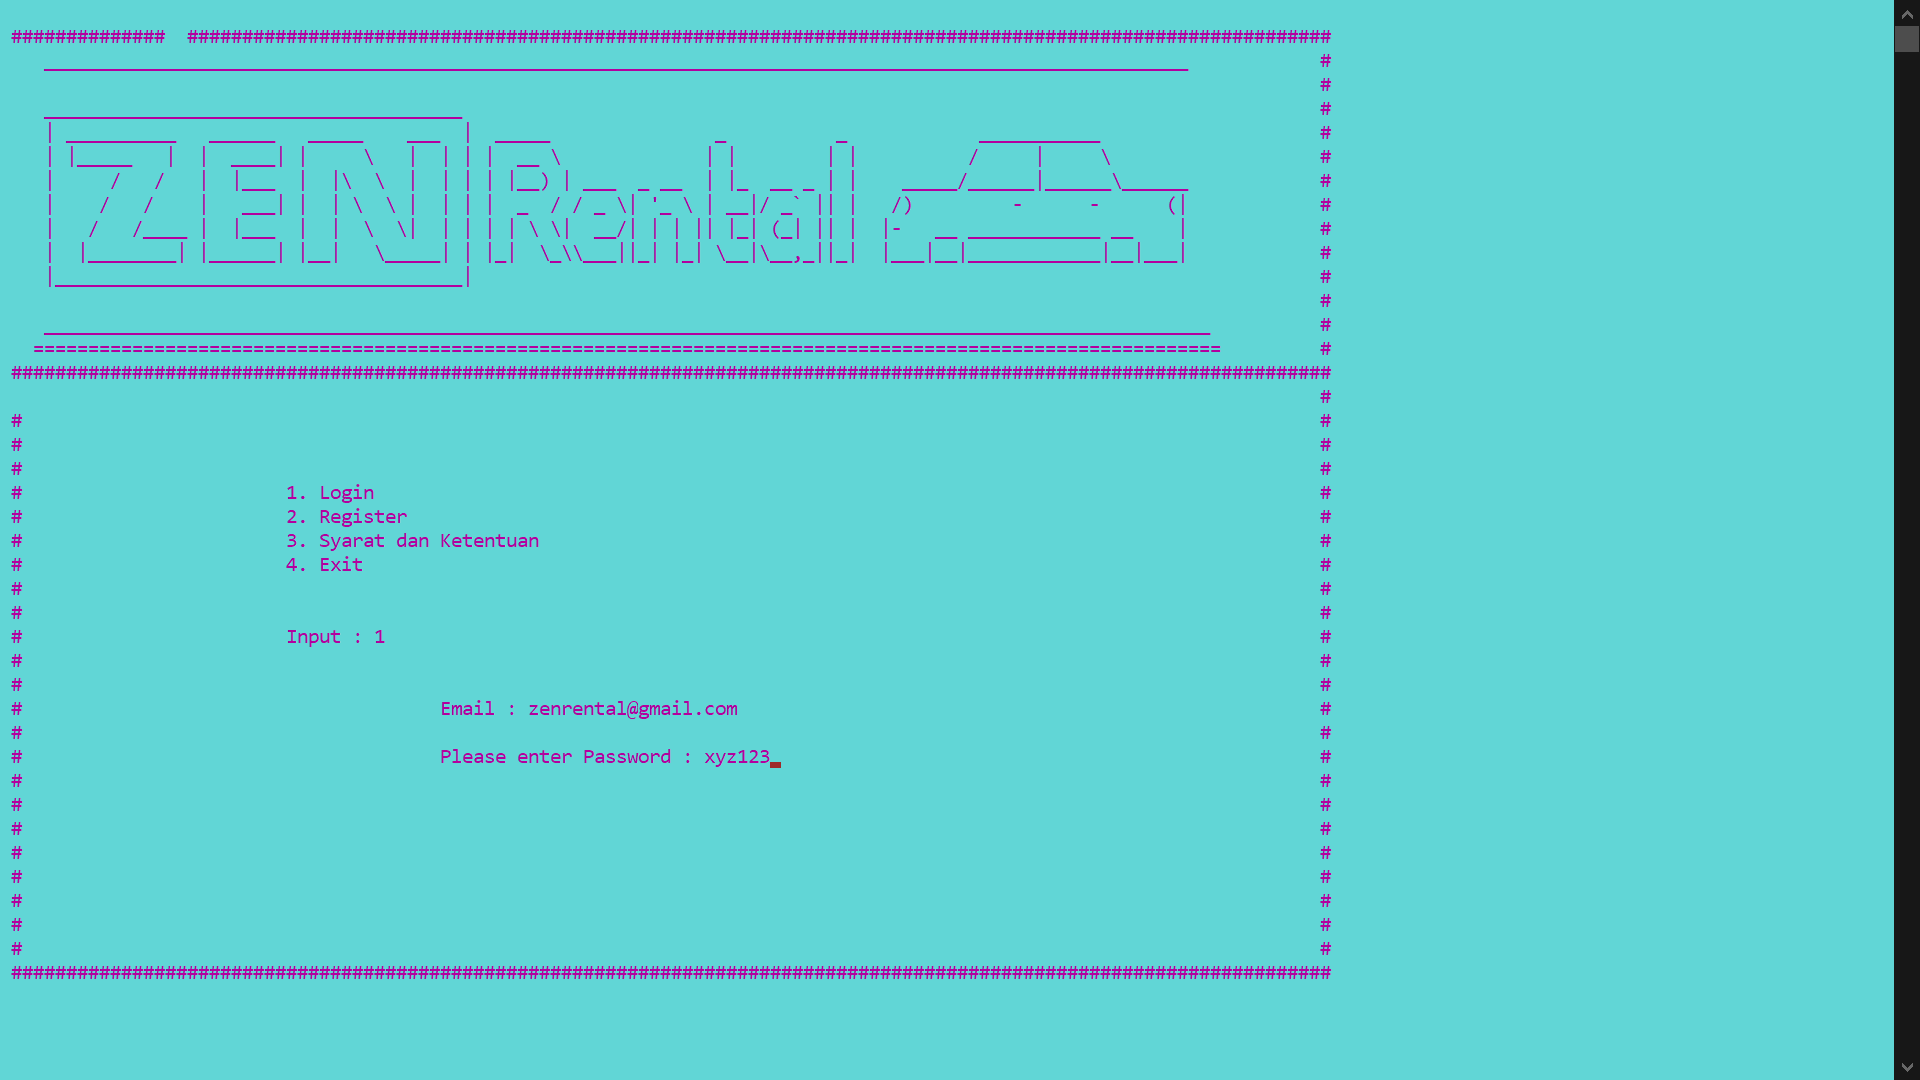 ZEN Rental
1. Login
2. Register
3. Syarat dan Ketentuan
4. Exit
Input : 1
Email : zenrental@gmail.com
Please enter Password : xyz123